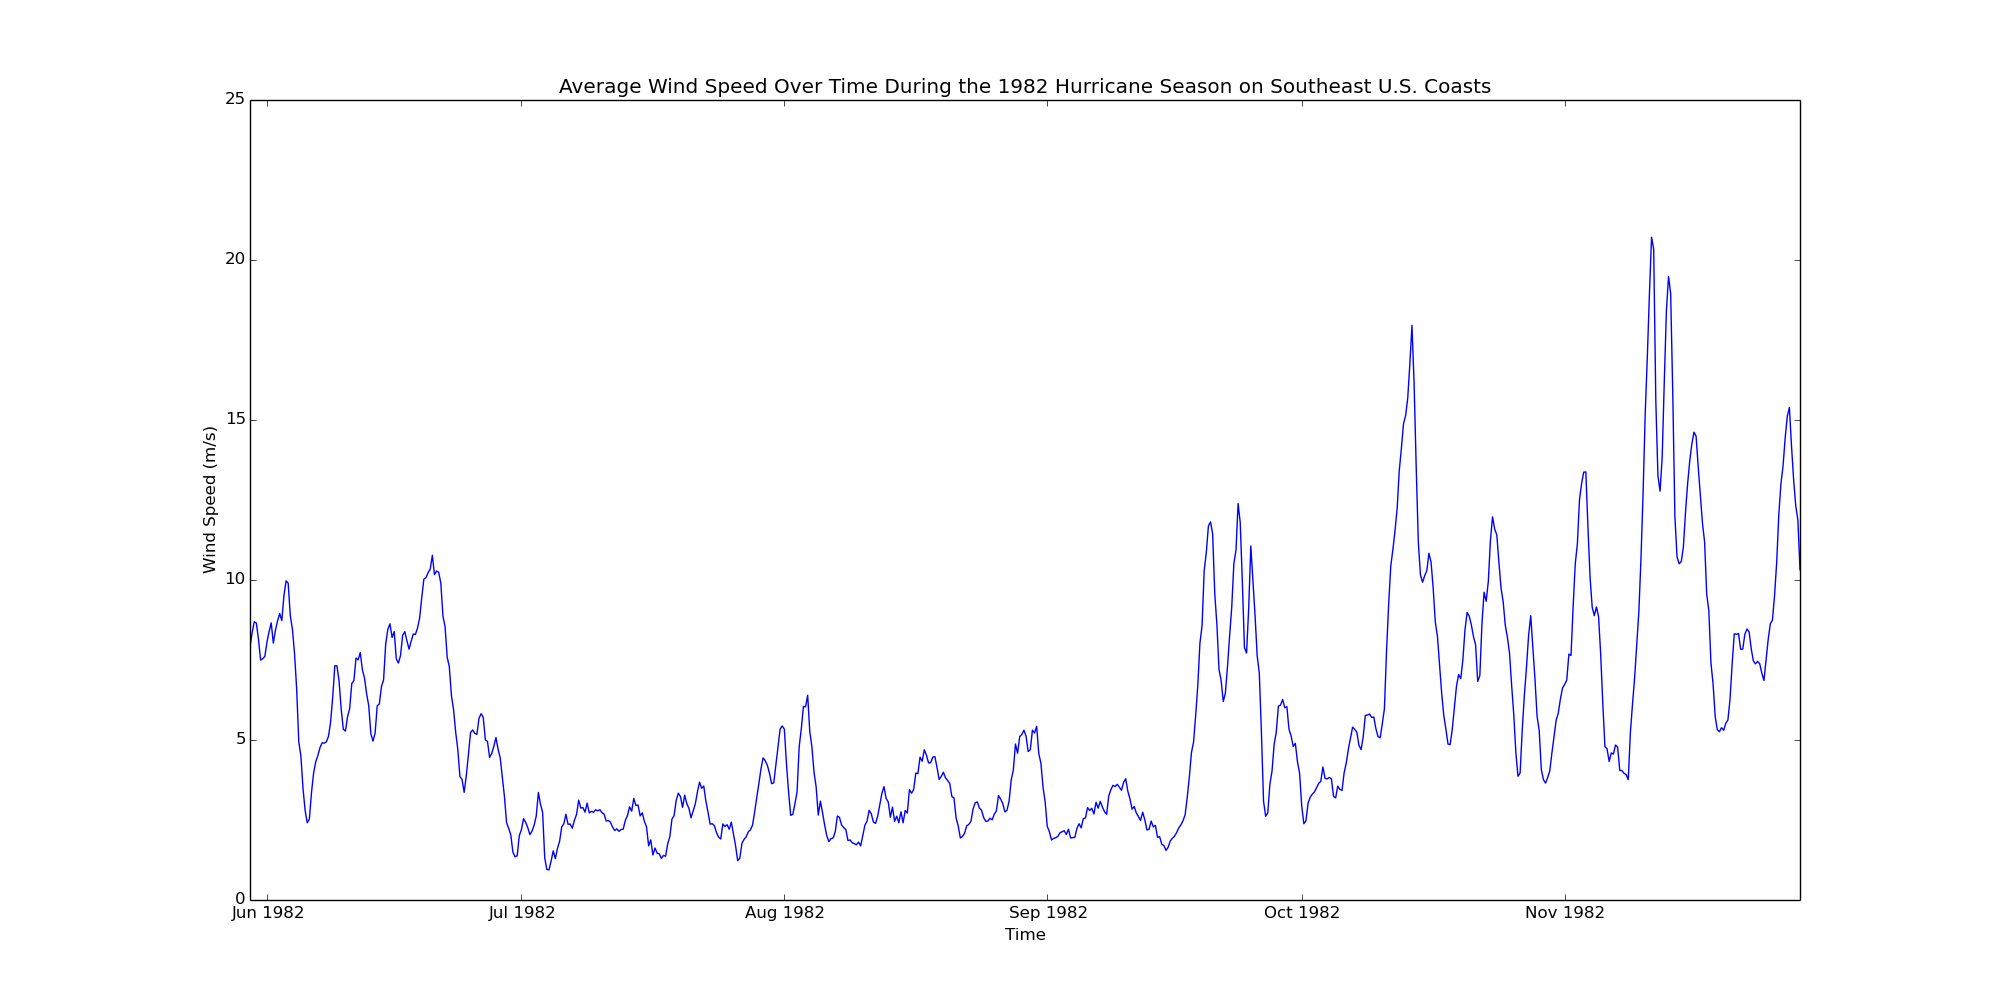 Average Wind Speed Over Time During the 1982 Hurricane Season on Southeast U.S. Coasts
25
20
15
10
5
0
Wind Speed (m/s)
Jun 1982 Jul 1982 Aug 1982 Sep 1982 Oct 1982 Nov 1982
Time